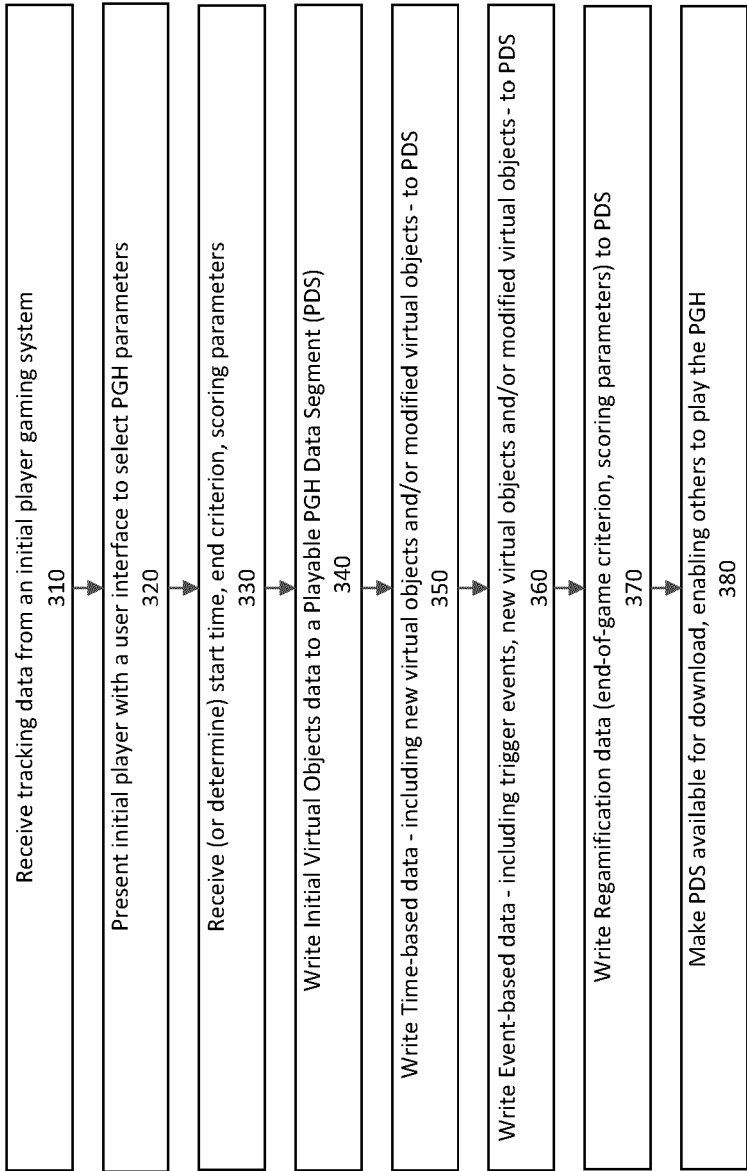 Receive tracking data from an initial player gaming system
310
Present initial player with a user interface to select PGH parameters
320
Receive (or determine) start time, end criterion, scoring parameters
330
Write Initial Virtual Objects data to a Playable PGH Data Segment (PDS)
340
Write Time-based data - including new virtual objects and/or modified virtual objects - to PDS
350
Write Event-based data - including trigger events, new virtual objects and/or modified virtual objects - to PDS
360
Write Regamification data (end-of-game criterion, scoring parameters) to PDS
370
Make PDS available for download, enabling others to play the PGH
380